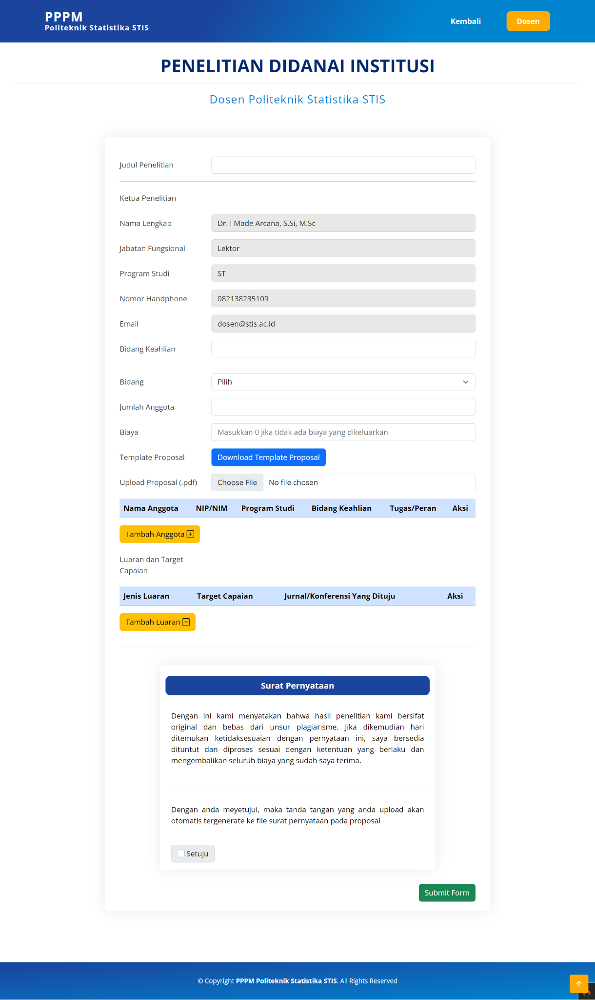 PPPM
Politeknik Statistika STIS
Kembali
Dosen
PENELITIAN DIDANAI INSTITUSI
Dosen Politeknik Statistika STIS
Judul Penelitian
Ketua Penelitian
Nama Lengkap
Dr. I Made Arcana, S.Si, M.Sc
Jabatan Fungsional
Lektor
Program Studi
ST
Nomor Handphone
082138235109
Email
dosen@stis.ac.id
Bidang Keahlian
Bidang
Pilih
Jumlah Anggota
Biaya
Masukkan 0 jika tidak ada biaya yang dikeluarkan
Template Proposal
Download Template Proposal
Upload Proposal (.pdf)
Choose File No file chosen
Nama Anggota NIP/NIM Program Studi Bidang Keahlian Tugas/Peran Aksi
Tambah Anggota
Luaran dan Target
Capaian
Jenis Luaran Target Capaian Jurnal/Konferensi Yang Dituju Aksi
Tambah Luaran
Surat Pernyataan
Dengan ini kami menyatakan bahwa hasil penelitian kami bersifat
original dan bebas dari unsur plagiarisme. Jika dikemudian hari
ditemukan ketidaksesuaian dengan pernyataan ini, saya bersedia
dituntut dan diproses sesuai dengan ketentuan yang berlaku dan
mengembalikan seluruh biaya yang sudah saya terima.
Dengan anda meyetujui, maka tanda tangan yang anda upload akan
otomatis tergenerate ke file surat pernyataan pada proposal
Setuju
Submit Form
© Copyright PPPM Politeknik Statistika STIS. All Rights Reserved